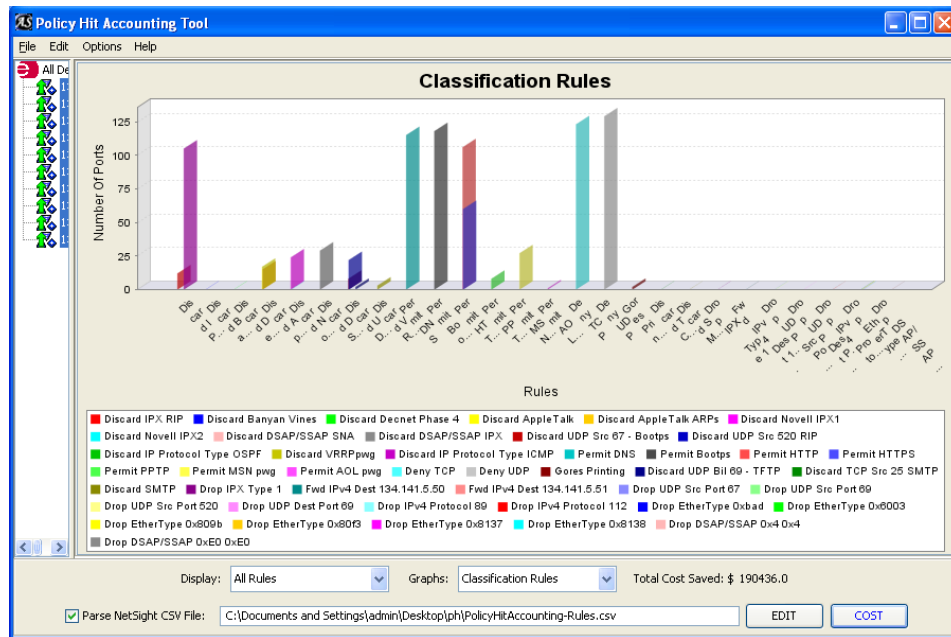 Policy Hit Accounting Tool
File Edit Options Help
All De
Classification Rules
Number Of Ports
125
100
75
50
25
0
Rules
Discard IPX RIP Discard Banyan Vines Discard Decnet Phase 4 Discard AppleTalk Discard AppleTalk ARPs Discard Novell IPX1
Discard Novell IPX2 Discard DSAP/SSAP SNA Discard DSAP/SSAP IPX Discard UDP Src 67 - Bootps Discard UDP Src 520 RIP
Discard IP Protocol Type OSPF Discard VRRPpwg Discard IP Protocol Type ICMP Permit DNS Permit Bootps Permit HTTP Permit HTTPS
Permit PPTP Permit MSN pwg Permit AOL pwg Deny TCP Deny UDP Gores Printing Discard UDP Bil 69 - TFTP Discard TCP Src 25 SMTP
Discard SMTP Drop IPX Type 1 Fwd IPv4 Dest 134.141.5.50 Fwd IPv4 Dest 134.141.5.51 Drop UDP Src Port 67 Drop UDP Src Port 69
Drop UDP Src Port 520 Drop UDP Dest Port 69 Drop IPv4 Protocol 89 Drop IPv4 Protocol 112 Drop EtherType 0xbad Drop EtherType 0x6003
Drop EtherType 0x809b Drop EtherType 0x80f3 Drop EtherType 0x8137 Drop EtherType 0x8138 Drop DSAP/SSAP 0x4 0x4
Drop DSAP/SSAP 0xE0 0xE0
Display: All Rules Graphs: Classification Rules Total Cost Saved: $ 190436.0
Parse NetSight CSV File: C:\Documents and Settings\admin\Desktop\ph\PolicyHitAccounting-Rules.csv EDIT COST